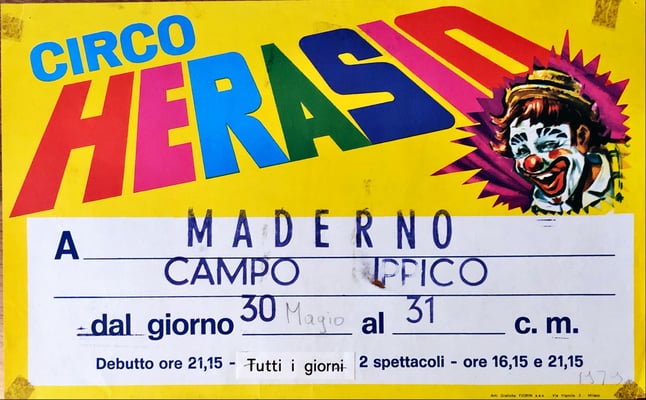 CIRCO
HERASIO
A MADERNO
CAMPO IPPICO
dal giorno 30 Magio al 31 c. m.
Debutto ore 21,15 - Tutti i giorni 2 spettacoli - ore 16,15 e 21,15
1979